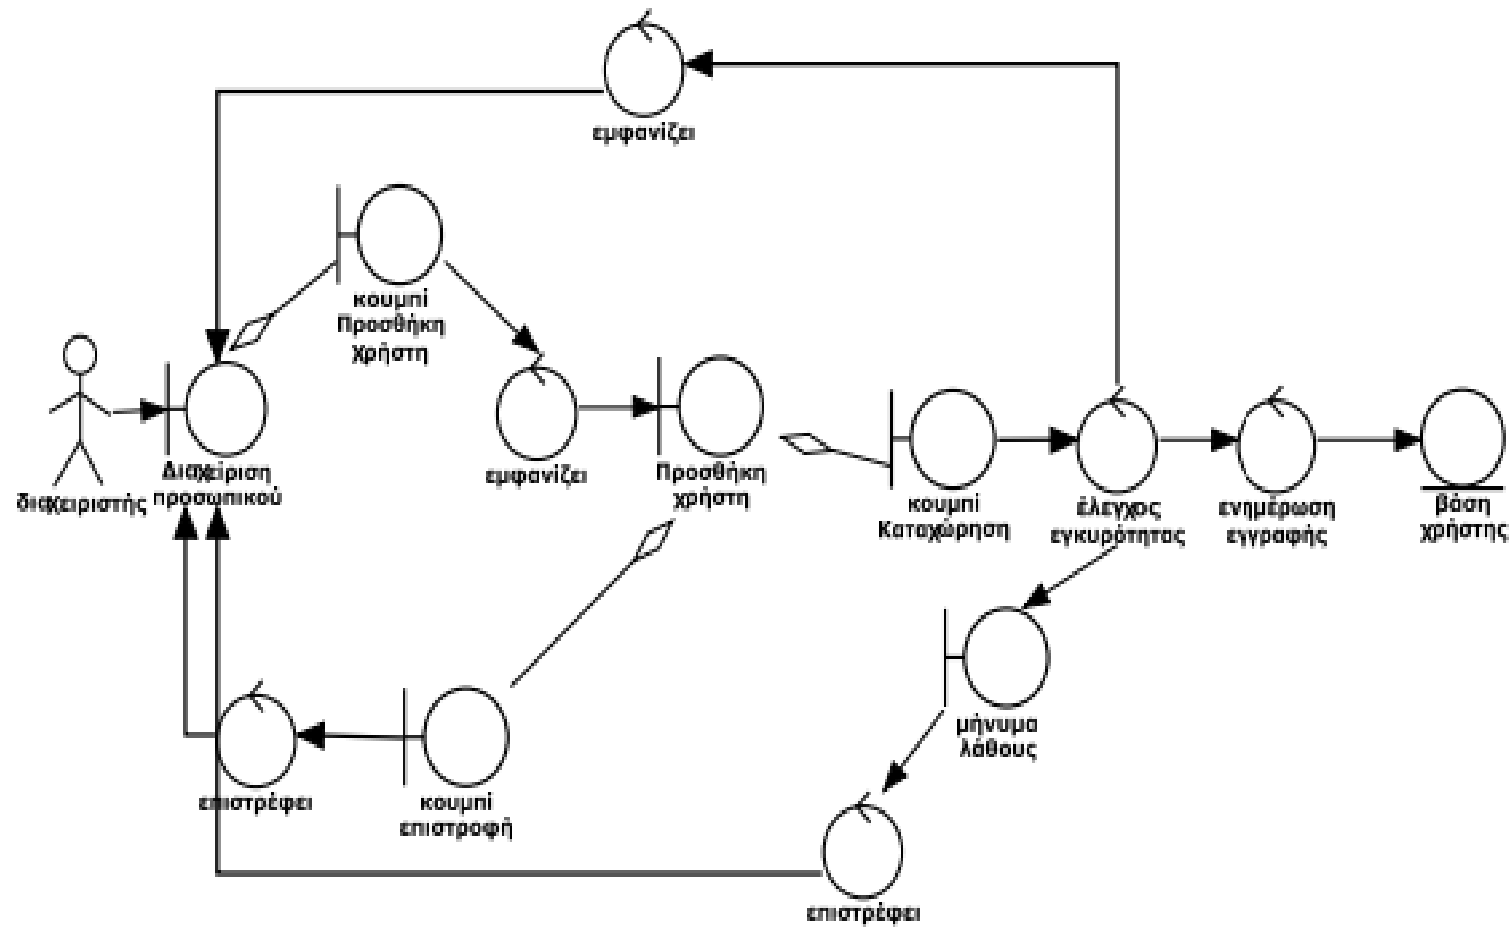 εμφανίζει
κουμπί
Προσθήκη
χρήστη
Διαχείριση
προσωπικού
διαχειριστής
εμφανίζει
Προσθήκη
χρήστη
κουμπί
Καταχώρηση
έλεγχος
εγκυρότητας
ενημέρωση
εγγραφής
βάση
χρήστης
μήνυμα
λάθους
επιστρέφει
κουμπί
επιστροφή
επιστρέφει